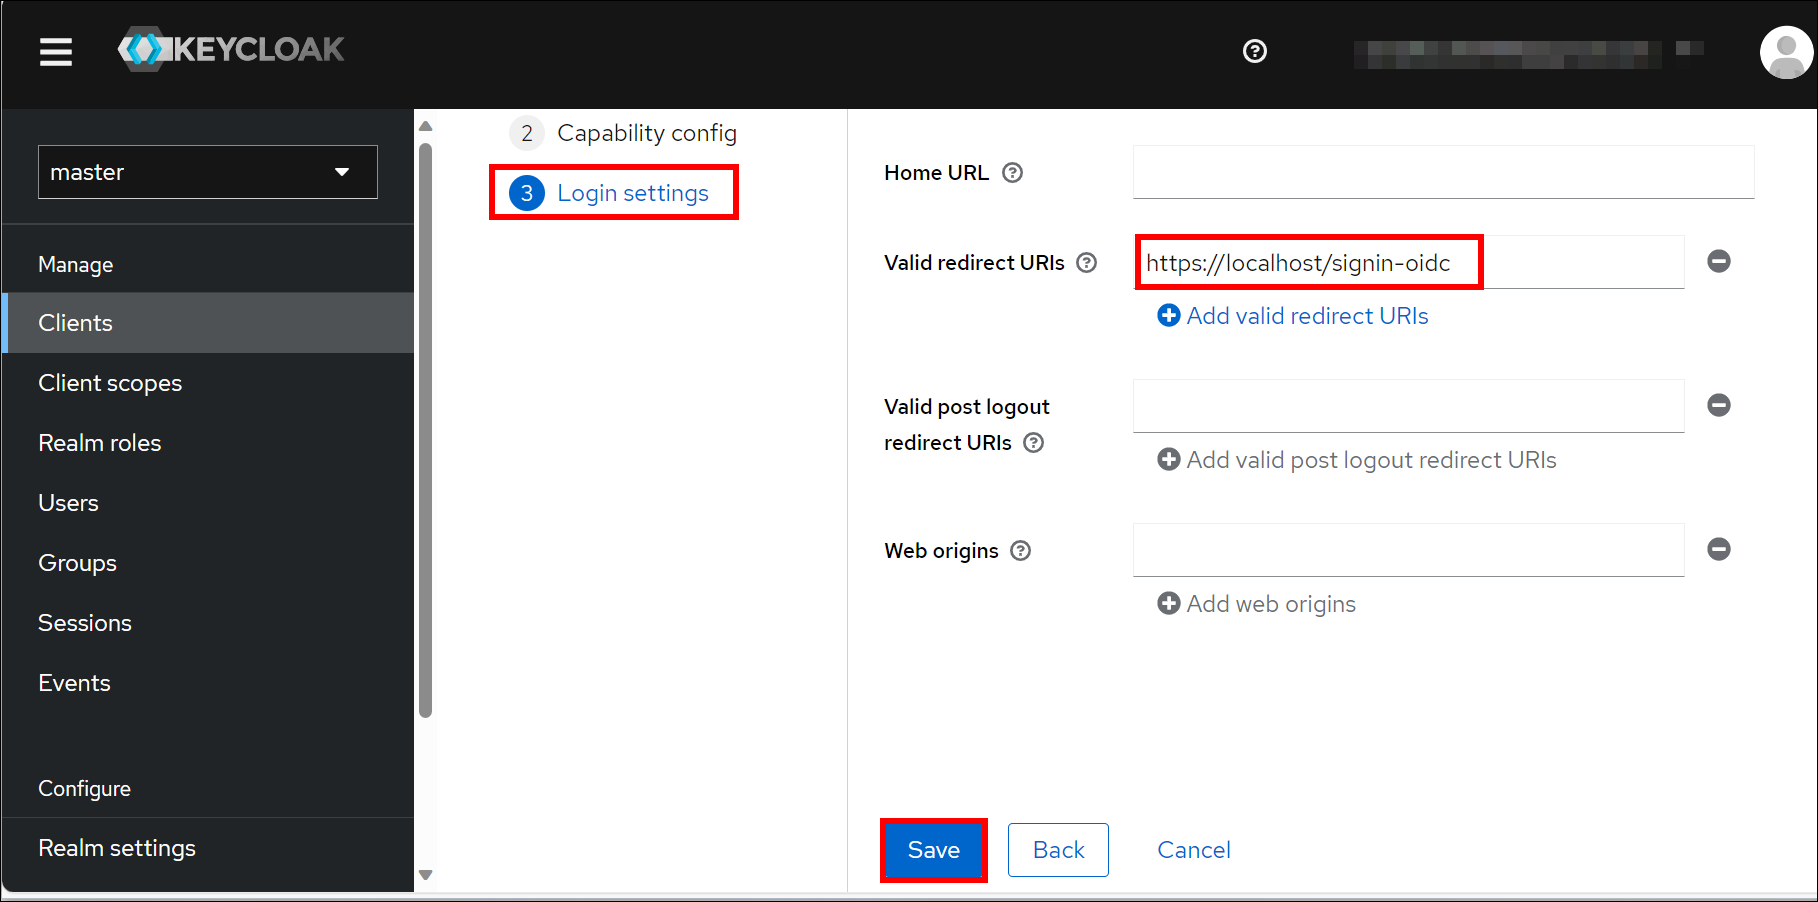 KEYCLOAK
master
Manage
Clients
Client scopes
Realm roles
Users
Groups
Sessions
Events
Configure
Realm settings
2 Capability config
3 Login settings
Home URL
Valid redirect URIs
https://localhost/signin-oidc
Add valid redirect URIs
Valid post logout
redirect URIs
Add valid post logout redirect URIs
Web origins
Add web origins
Save
Back
Cancel